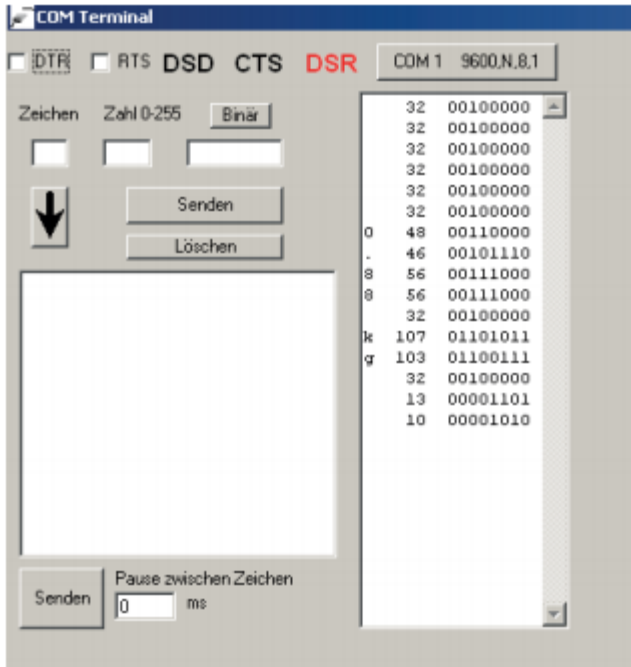 COM Terminal
DTR RTS DSD CTS DSR COM 1 9600,N,8,1
Zeichen Zahl 0-255 Binär
Senden
Löschen
32 00100000
32 00100000
32 00100000
32 00100000
32 00100000
32 00100000
0 48 00110000
. 46 00101110
8 56 00111000
8 56 00111000
32 00100000
k 107 01101011
g 103 01100111
32 00100000
13 00001101
10 00001010
Senden
Pause zwischen Zeichen
0 ms